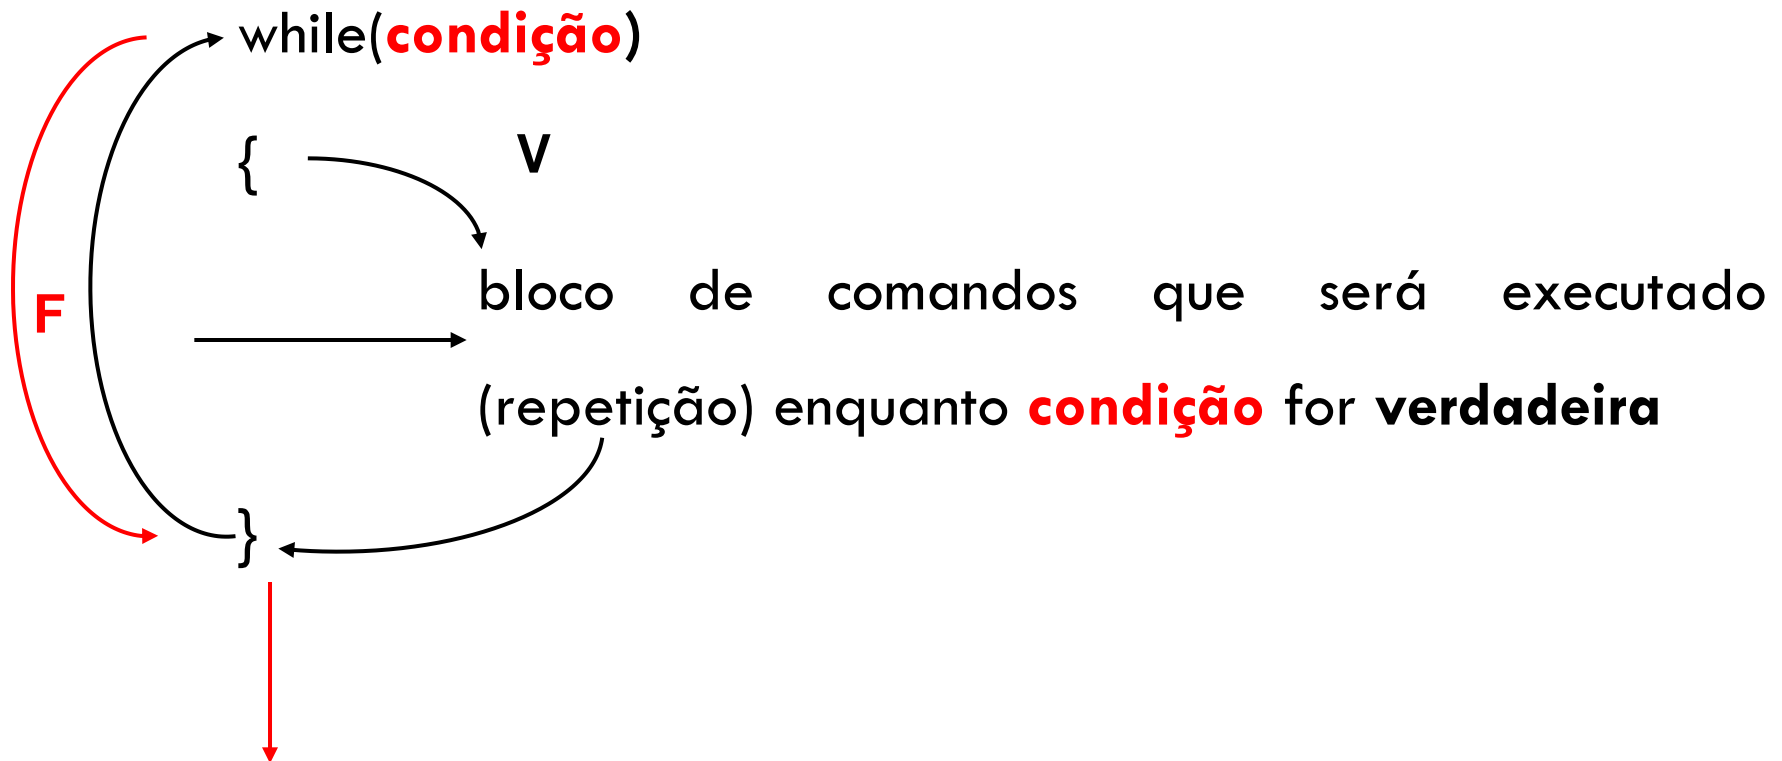 while(condição)
{ V
bloco de comandos que será executado
F
(repetição) enquanto condição for verdadeira
}